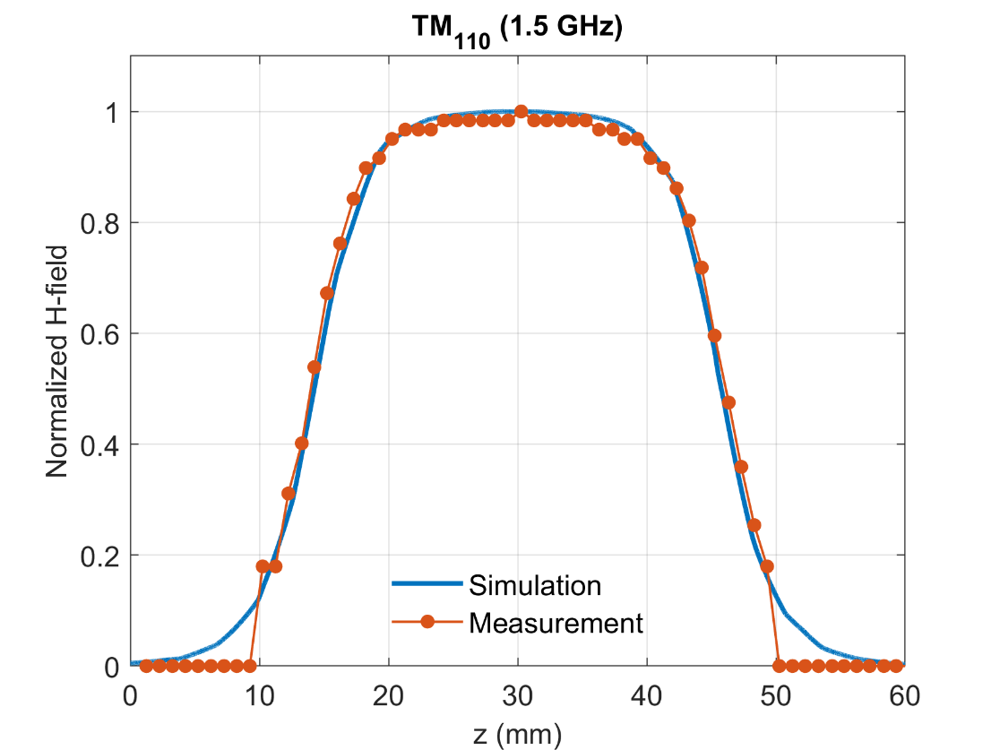 TM110 (1.5 GHz)
Normalized H-field
1
0.8
0.6
0.4
0.2
0
Simulation
Measurement
0 10 20 30 40 50 60
z (mm)